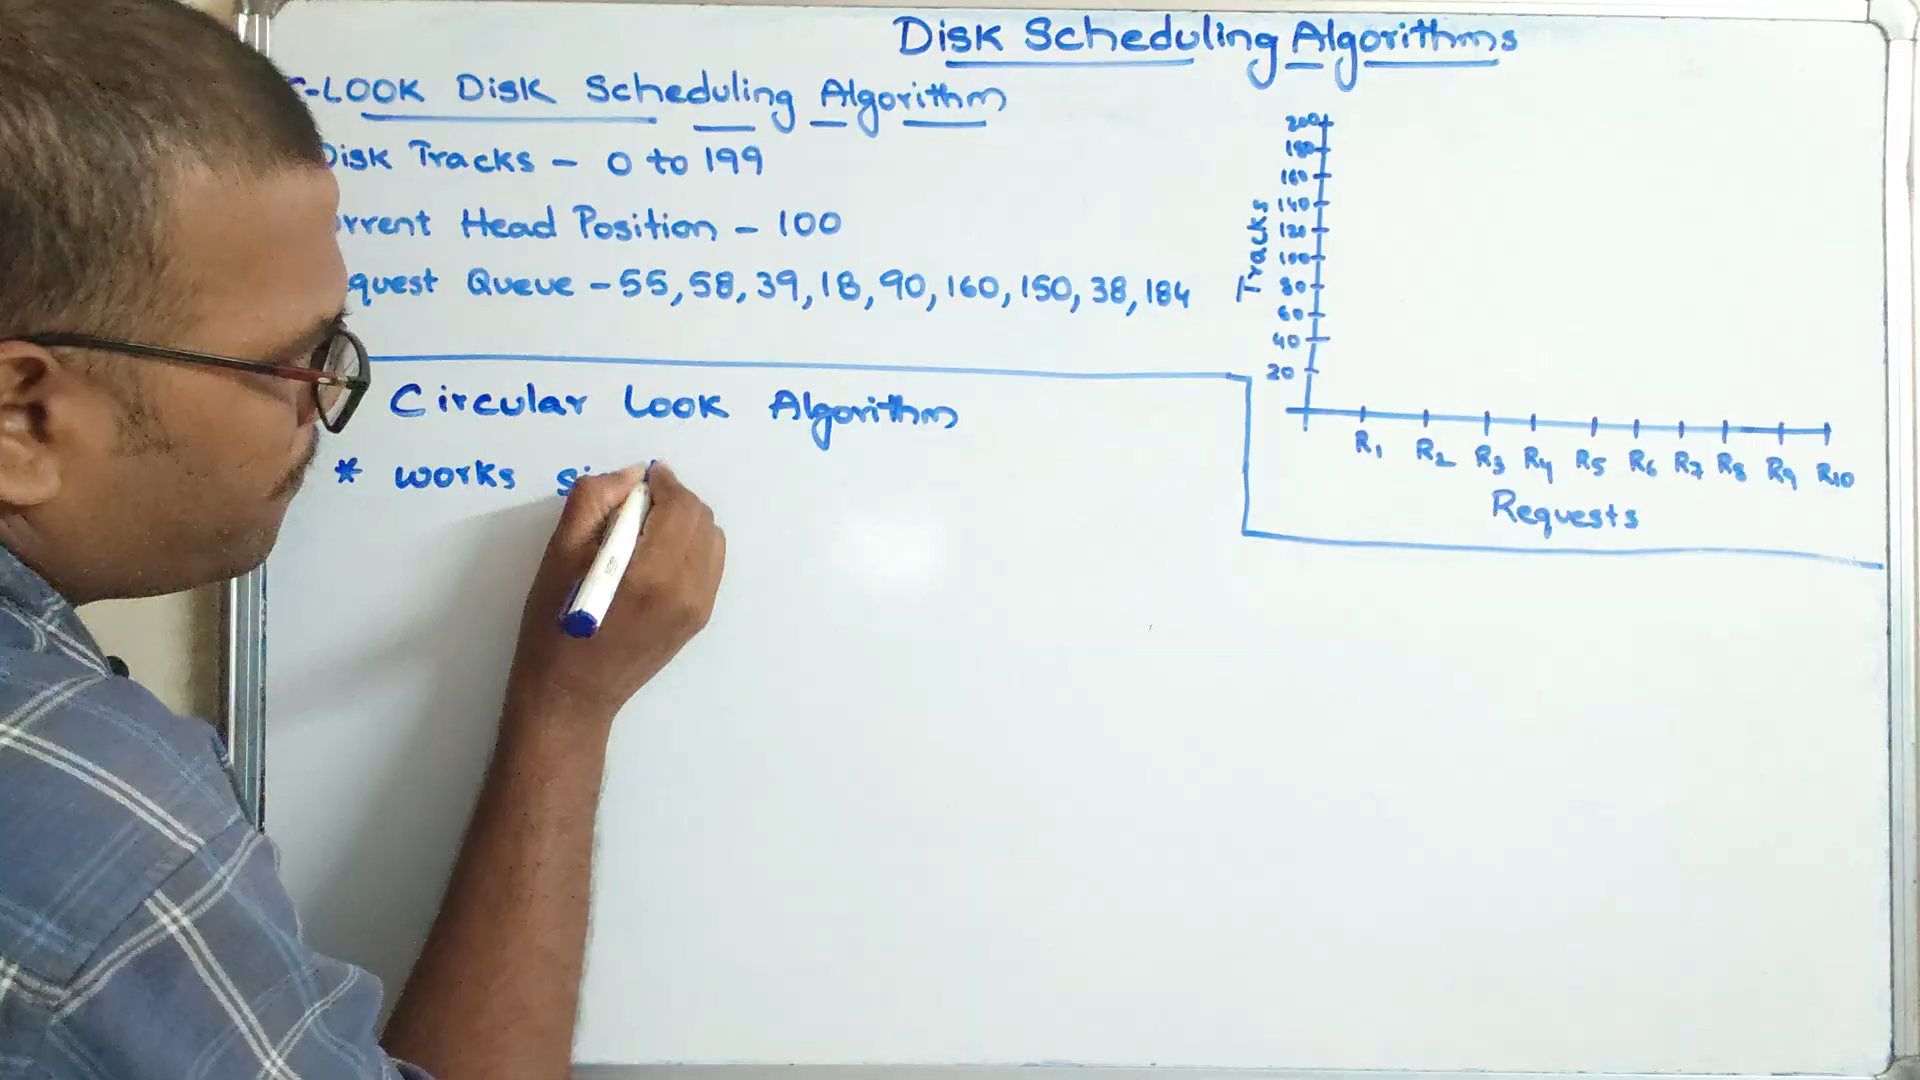 Disk Scheduling Algorithms
-LOOK Disk Scheduling Algorithm
Disk Tracks - 0 to 199
rrent Head Position - 100
quest Queue - 55, 58, 39, 18, 90, 160, 150, 38, 184
Circular Look Algorithm
* works si
200
180
160
140
120
100
80
60
40
20
Tracks
R1 R2 R3 R4 R5 R6 R7 R8 R9 R10
Requests